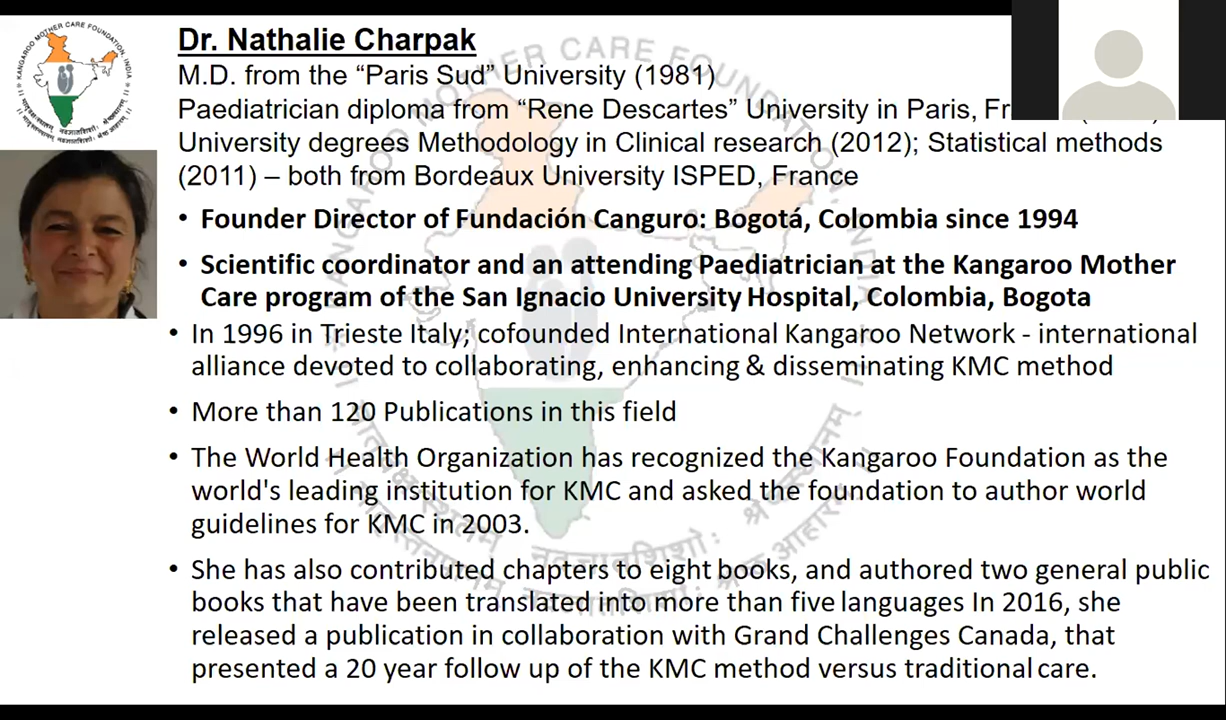 Dr. Nathalie Charpak
M.D. from the “Paris Sud” University (1981)
Paediatrician diploma from “Rene Descartes” University in Paris,
University degrees Methodology in Clinical research (2012); Statistical methods
(2011) – both from Bordeaux University ISPED, France
• Founder Director of Fundación Canguro: Bogotá, Colombia since 1994
• Scientific coordinator and an attending Paediatrician at the Kangaroo Mother
Care program of the San Ignacio University Hospital, Colombia, Bogota
• In 1996 in Trieste Italy; cofounded International Kangaroo Network - international
alliance devoted to collaborating, enhancing & disseminating KMC method
• More than 120 Publications in this field
• The World Health Organization has recognized the Kangaroo Foundation as the
world's leading institution for KMC and asked the foundation to author world
guidelines for KMC in 2003.
• She has also contributed chapters to eight books, and authored two general public
books that have been translated into more than five languages In 2016, she
released a publication in collaboration with Grand Challenges Canada, that
presented a 20 year follow up of the KMC method versus traditional care.
KANGAROO MOTHER CARE FOUNDATION, INDIA